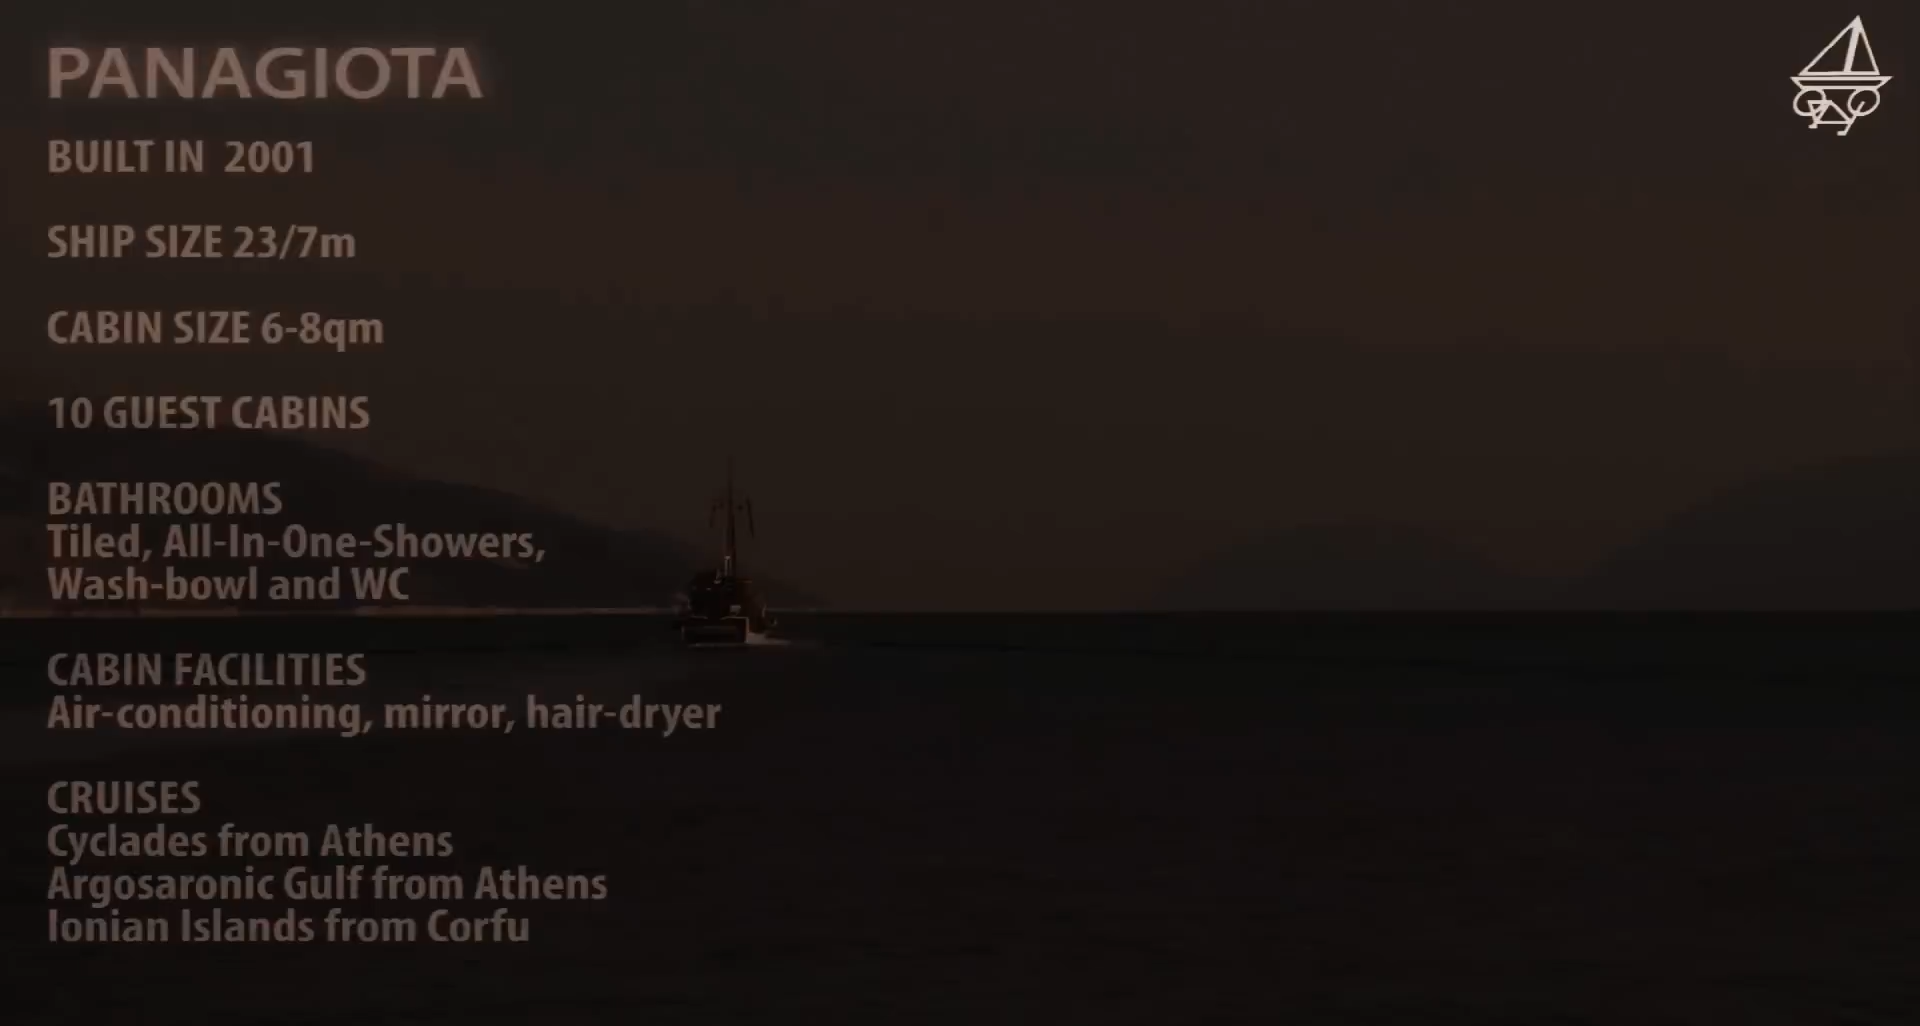 PANAGIOTA
BUILT IN 2001
SHIP SIZE 23/7m
CABIN SIZE 6-8qm
10 GUEST CABINS
BATHROOMS
Tiled, All-In-One-Showers,
Wash-bowl and WC
CABIN FACILITIES
Air-conditioning, mirror, hair-dryer
CRUISES
Cyclades from Athens
Argosaronic Gulf from Athens
Ionian Islands from Corfu